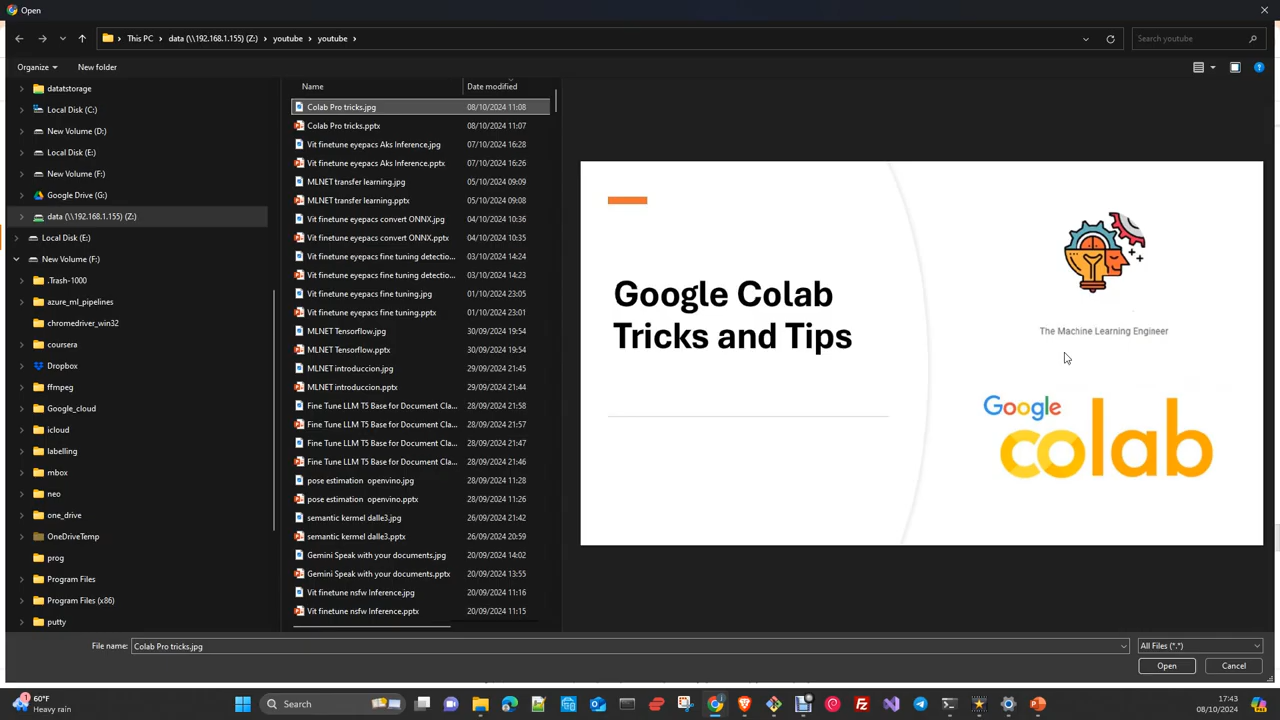 Open
This PC
data (\\192.168.1.155) (Z:)
youtube
youtube
Search youtube
Organize
New folder
datatstorage
Local Disk (C:)
New Volume (D:)
Local Disk (E:)
New Volume (F:)
Google Drive (G:)
data (\\192.168.1.155) (Z:)
Local Disk (E:)
New Volume (F:)
.Trash-1000
azure_ml_pipelines
chromedriver_win32
coursera
Dropbox
ffmpeg
Google_cloud
icloud
labelling
mbox
neo
one_drive
OneDriveTemp
prog
Program Files
Program Files (x86)
putty
Name Date modified
Colab Pro tricks.jpg 08/10/2024 11:08
Colab Pro tricks.pptx 08/10/2024 11:07
Vit finetune eyepacs Aks Inference.jpg 07/10/2024 16:28
Vit finetune eyepacs Aks Inference.pptx 07/10/2024 16:26
MLNET transfer learning.jpg 05/10/2024 09:09
MLNET transfer learning.pptx 05/10/2024 09:08
Vit finetune eyepacs convert ONNX.jpg 04/10/2024 10:36
Vit finetune eyepacs convert ONNX.pptx 04/10/2024 10:35
Vit finetune eyepacs fine tuning detectio... 03/10/2024 14:24
Vit finetune eyepacs fine tuning detectio... 03/10/2024 14:23
Vit finetune eyepacs fine tuning.jpg 01/10/2024 23:05
Vit finetune eyepacs fine tuning.pptx 01/10/2024 23:01
MLNET Tensorflow.jpg 30/09/2024 19:54
MLNET Tensorflow.pptx 30/09/2024 19:54
MLNET introduccion.jpg 29/09/2024 21:45
MLNET introduccion.pptx 29/09/2024 21:44
Fine Tune LLM T5 Base for Document Cla... 28/09/2024 21:58
Fine Tune LLM T5 Base for Document Cla... 28/09/2024 21:57
Fine Tune LLM T5 Base for Document Cla... 28/09/2024 21:47
Fine Tune LLM T5 Base for Document Cla... 28/09/2024 21:46
pose estimation openvino.jpg 28/09/2024 11:28
pose estimation openvino.pptx 28/09/2024 11:26
semantic kernel dalle3.jpg 26/09/2024 21:42
semantic kernel dalle3.pptx 26/09/2024 20:59
Gemini Speak with your documents.jpg 20/09/2024 14:02
Gemini Speak with your documents.pptx 20/09/2024 13:55
Vit finetune nsfw Inference.jpg 20/09/2024 11:16
Vit finetune nsfw Inference.pptx 20/09/2024 11:15
Google Colab
Tricks and Tips
The Machine Learning Engineer
Google
colab
File name: Colab Pro tricks.jpg
All Files (*.*)
Open
Cancel
1
60°F
Heavy rain
Search
17:43
08/10/2024